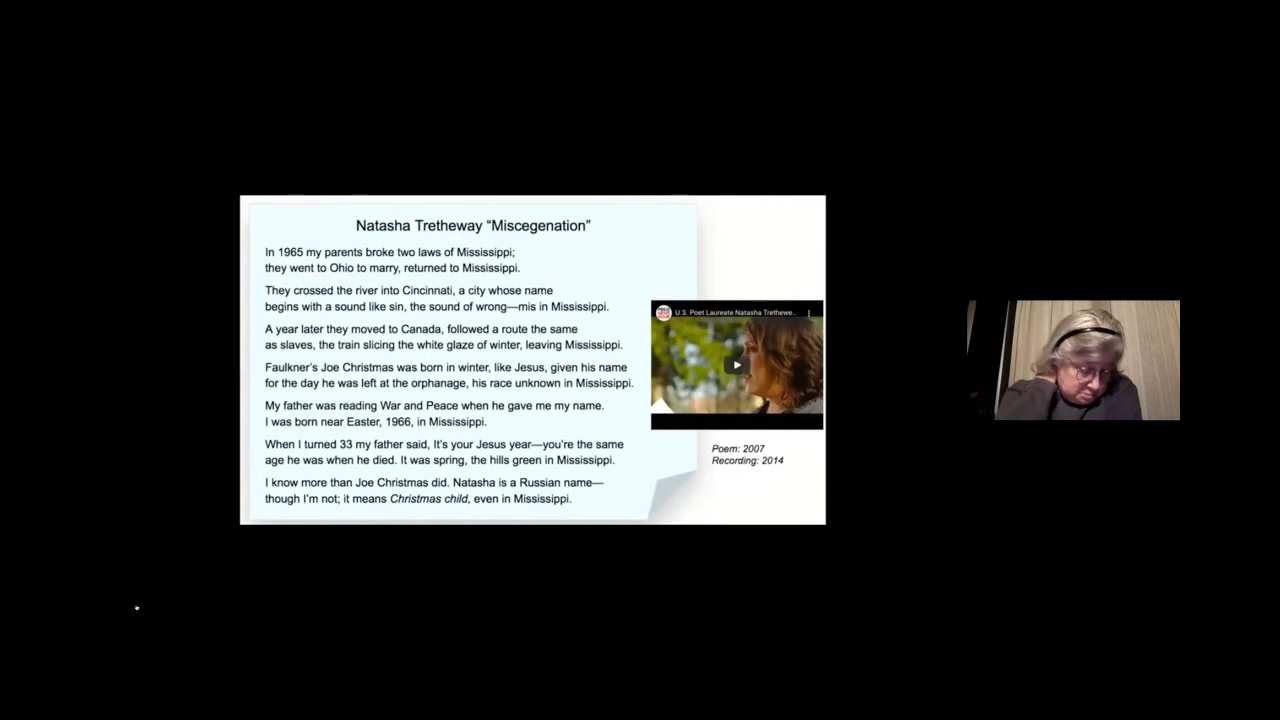 Natasha Tretheway “Miscegenation”
In 1965 my parents broke two laws of Mississippi;
they went to Ohio to marry, returned to Mississippi.
They crossed the river into Cincinnati, a city whose name
begins with a sound like sin, the sound of wrong—mis in Mississippi.
A year later they moved to Canada, followed a route the same
as slaves, the train slicing the white glaze of winter, leaving Mississippi.
Faulkner’s Joe Christmas was born in winter, like Jesus, given his name
for the day he was left at the orphanage, his race unknown in Mississippi.
My father was reading War and Peace when he gave me my name.
I was born near Easter, 1966, in Mississippi.
When I turned 33 my father said, It’s your Jesus year—you’re the same
age he was when he died. It was spring, the hills green in Mississippi.
I know more than Joe Christmas did. Natasha is a Russian name—
though I’m not; it means Christmas child, even in Mississippi.
U.S. Poet Laureate Natasha Trethewe...
Poem: 2007
Recording: 2014